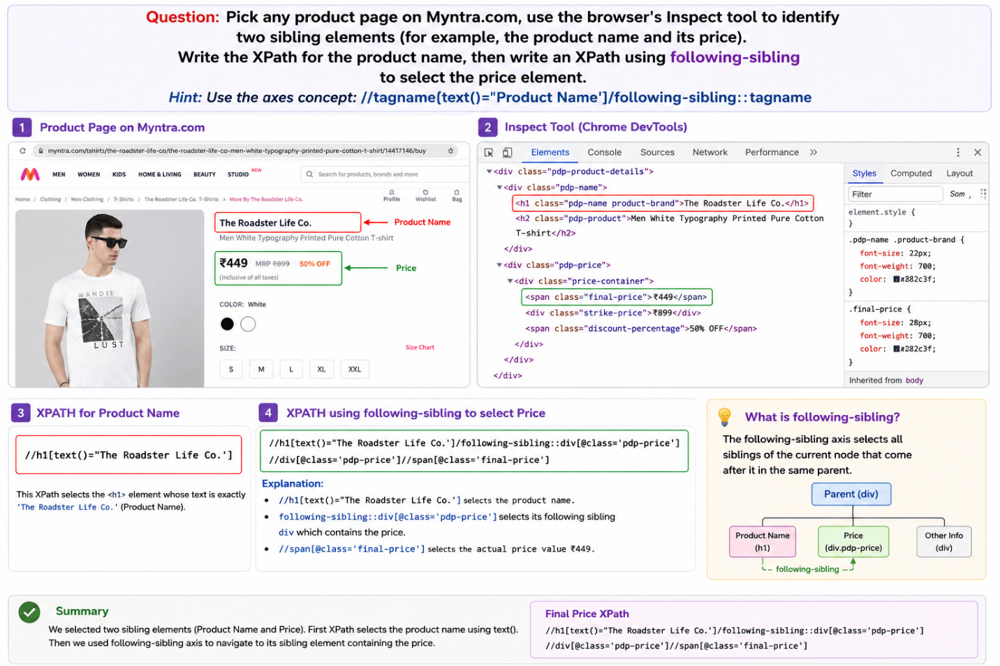 Question: Pick any product page on Myntra.com, use the browser's Inspect tool to identify
two sibling elements (for example, the product name and its price).
Write the XPath for the product name, then write an XPath using following-sibling
to select the price element.
Hint: Use the axes concept: //tagname[text()="Product Name']/following-sibling::tagname
1 Product Page on Myntra.com
myntra.com/tshirts/the-roadster-life-co/the-roadster-life-co-men-white-typography-printed-pure-cotton-t-shirt/14417146/buy
MEN WOMEN KIDS HOME & LIVING BEAUTY STUDIO NEW Search for products, brands and more
Home / Clothing / Men Clothing / T-Shirts / The Roadster Life Co. T-Shirts > More By The Roadster Life Co.
Profile Wishlist Bag
The Roadster Life Co.
Product Name
Men White Typography Printed Pure Cotton T-shirt
₹449 MRP ₹899 50% OFF
(Inclusive of all taxes)
Price
COLOR: White
SIZE: Size Chart
S M L XL XXL
WANDEE
LUST
2 Inspect Tool (Chrome DevTools)
Elements Console Sources Network Performance »
<div class="pdp-product-details">
<div class="pdp-name">
<h1 class="pdp-name product-brand">The Roadster Life Co.</h1>
<h2 class="pdp-product">Men White Typography Printed Pure Cotton
T-shirt</h2>
</div>
<div class="pdp-price">
<div class="price-container">
<span class="final-price">₹449</span>
<div class="strike-price">₹899</div>
<span class="discount-percentage">50% OFF</span>
</div>
</div>
</div>
Styles Computed Layout
Filter Som ,
element.style {
}
.pdp-name .product-brand {
font-size: 22px;
font-weight: 700;
color: #282c3f;
}
.final-price {
font-size: 28px;
font-weight: 700;
color: #282c3f;
}
Inherited from body
3 XPATH for Product Name
//h1[text()="The Roadster Life Co.']
This XPath selects the <h1> element whose text is exactly
'The Roadster Life Co.' (Product Name).
4 XPATH using following-sibling to select Price
//h1[text()="The Roadster Life Co.']/following-sibling::div[@class='pdp-price']
//div[@class='pdp-price']//span[@class='final-price']
Explanation:
• //h1[text()="The Roadster Life Co.'] selects the product name.
• following-sibling::div[@class='pdp-price'] selects its following sibling
div which contains the price.
• //span[@class='final-price'] selects the actual price value ₹449.
What is following-sibling?
The following-sibling axis selects all
siblings of the current node that come
after it in the same parent.
Parent (div)
Product Name
(h1)
Price
(div.pdp-price)
Other Info
(div)
following-sibling
Summary
We selected two sibling elements (Product Name and Price). First XPath selects the product name using text().
Then we used following-sibling axis to navigate to its sibling element containing the price.
Final Price XPath
//h1[text()="The Roadster Life Co.']/following-sibling::div[@class='pdp-price']
//div[@class='pdp-price']//span[@class='final-price']